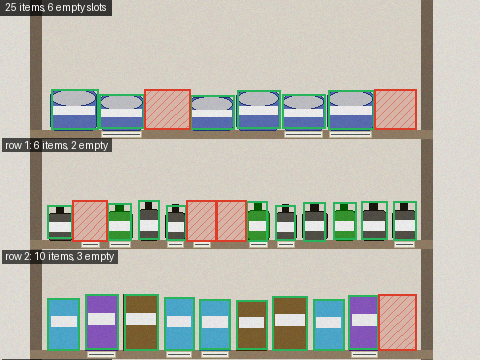 25 items, 6 empty slots
row 1: 6 items, 2 empty
row 2: 10 items, 3 empty